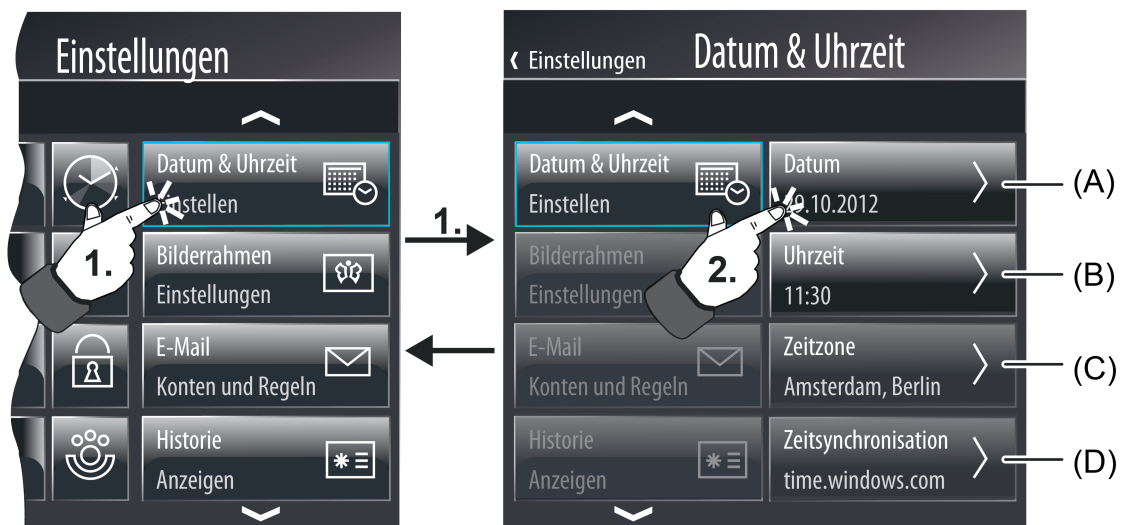 Einstellungen
Datum & Uhrzeit
1.
Bilderrahmen
Einstellungen
E-Mail
Konten und Regeln
Historie
Anzeigen
1.
Einstellungen
Datum & Uhrzeit
Datum & Uhrzeit
Einstellen
Bilderrahmen
Einstellungen
E-Mail
Konten und Regeln
Historie
Anzeigen
2.
Datum
.10.2012
(A)
Uhrzeit
11:30
(B)
Zeitzone
Amsterdam, Berlin
(C)
Zeitsynchronisation
time.windows.com
(D)